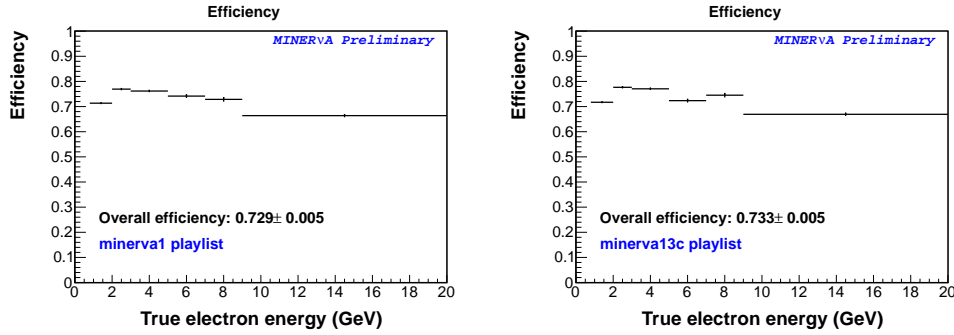 Efficiency
MINERνA Preliminary
Efficiency
1
0.9
0.8
0.7
0.6
0.5
0.4
0.3
0.2
0.1
0
Overall efficiency: 0.729± 0.005
minerva1 playlist
0 2 4 6 8 10 12 14 16 18 20
True electron energy (GeV)
Efficiency
MINERνA Preliminary
Efficiency
1
0.9
0.8
0.7
0.6
0.5
0.4
0.3
0.2
0.1
0
Overall efficiency: 0.733± 0.005
minerva13c playlist
0 2 4 6 8 10 12 14 16 18 20
True electron energy (GeV)